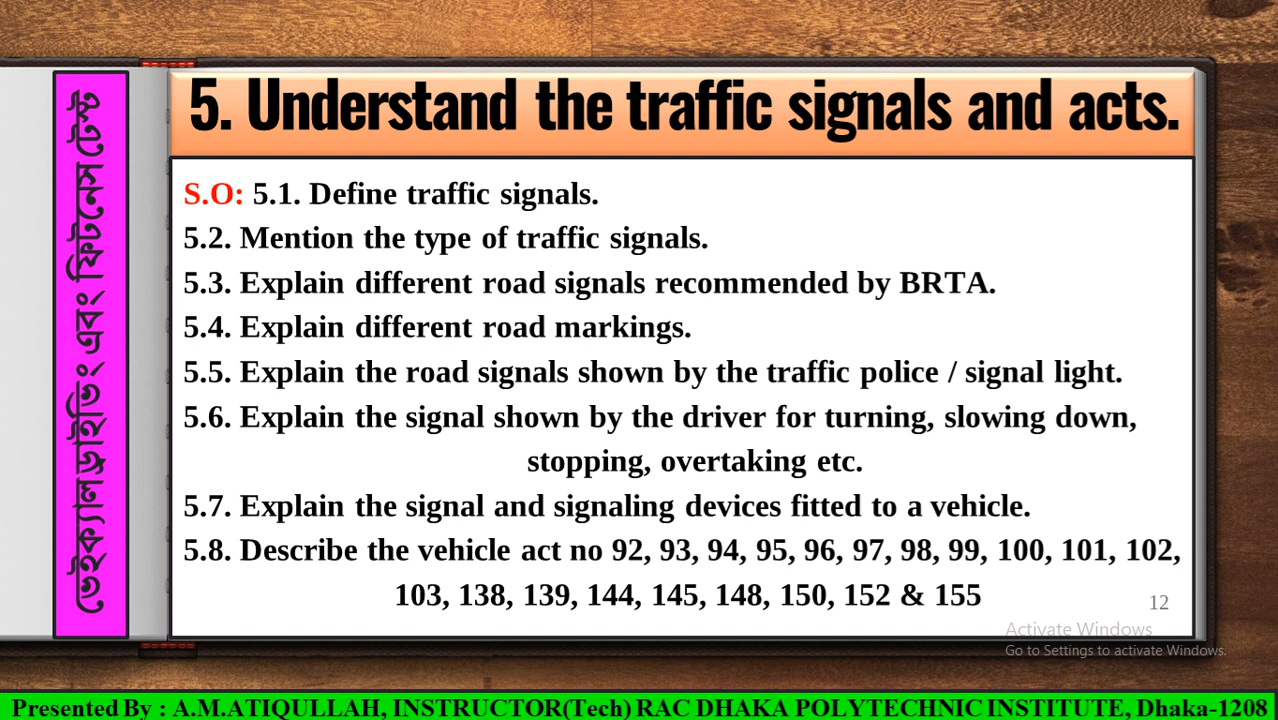 5. Understand the traffic signals and acts.
ভেইক্যাল ড্রাইভিং এবং ফিটনেস টেস্ট
S.O: 5.1. Define traffic signals.
5.2. Mention the type of traffic signals.
5.3. Explain different road signals recommended by BRTA.
5.4. Explain different road markings.
5.5. Explain the road signals shown by the traffic police / signal light.
5.6. Explain the signal shown by the driver for turning, slowing down,
stopping, overtaking etc.
5.7. Explain the signal and signaling devices fitted to a vehicle.
5.8. Describe the vehicle act no 92, 93, 94, 95, 96, 97, 98, 99, 100, 101, 102,
103, 138, 139, 144, 145, 148, 150, 152 & 155
12
Activate Windows
Go to Settings to activate Windows.
Presented By : A.M.ATIQULLAH, INSTRUCTOR(Tech) RAC DHAKA POLYTECHNIC INSTITUTE, Dhaka-1208